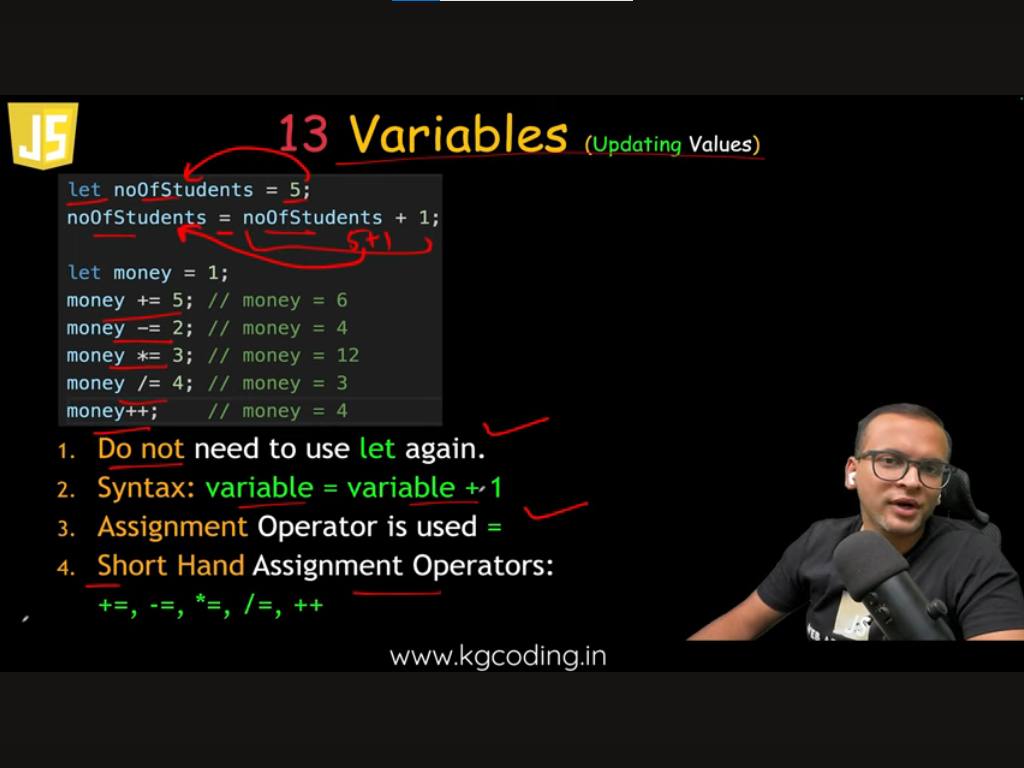 JS
13 Variables (Updating Values)
let noOfStudents = 5;
noOfStudents = noOfStudents + 1;
5+1
let money = 1;
money += 5; // money = 6
money -= 2; // money = 4
money *= 3; // money = 12
money /= 4; // money = 3
money++; // money = 4
1. Do not need to use let again.
2. Syntax: variable = variable + 1
3. Assignment Operator is used =
4. Short Hand Assignment Operators:
+=, -=, *=, /=, ++
JS
www.kgcoding.in